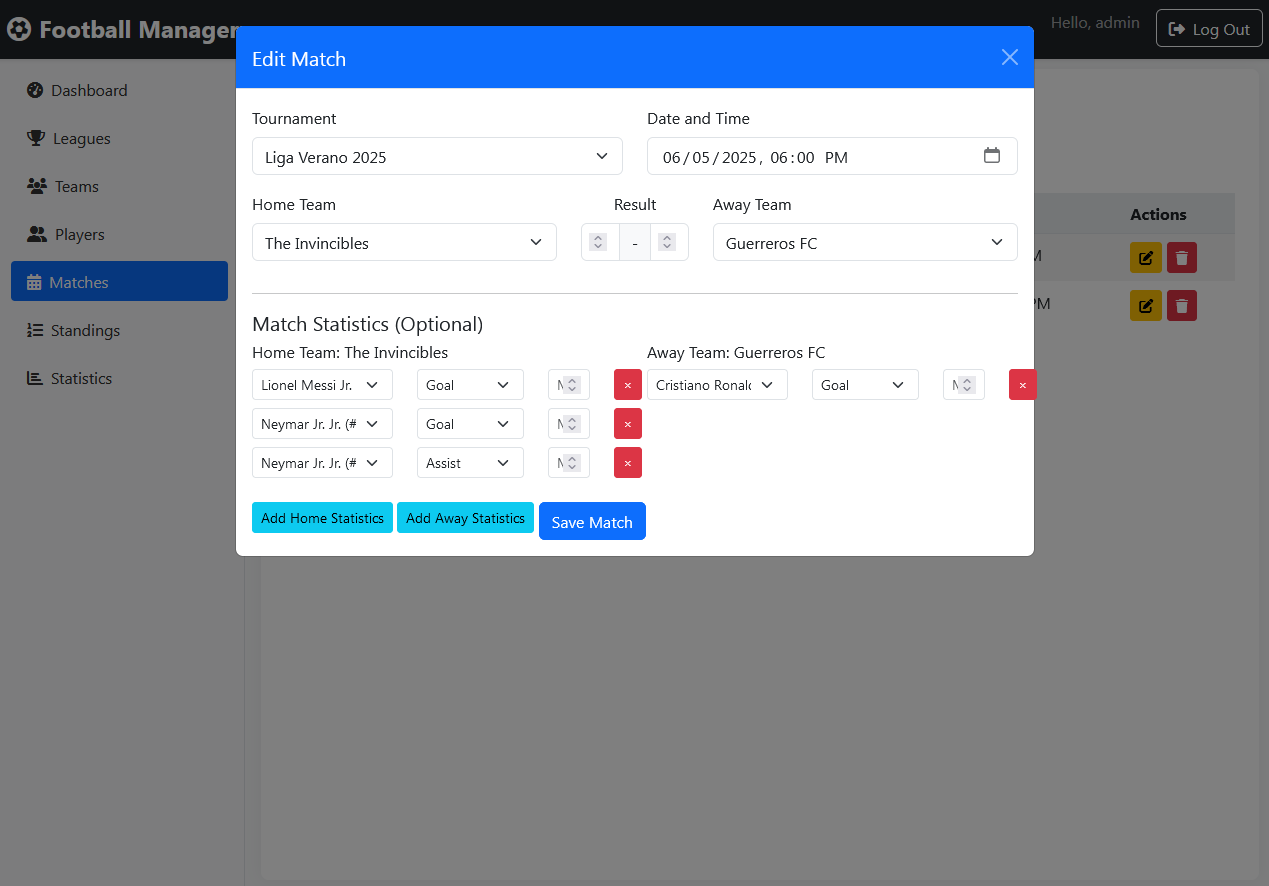 Football Manager
Hello, admin
Log Out
Edit Match
Dashboard
Leagues
Teams
Players
Matches
Standings
Statistics
Tournament
Date and Time
Liga Verano 2025
06/05/2025, 06:00 PM
Home Team
Result
Away Team
The Invincibles
-
Guerreros FC
Actions
M
PM
Match Statistics (Optional)
Home Team: The Invincibles
Away Team: Guerreros FC
Lionel Messi Jr.
Goal
×
Cristiano Ronal
Goal
×
Neymar Jr. Jr. (#
Goal
×
Neymar Jr. Jr. (#
Assist
×
Add Home Statistics
Add Away Statistics
Save Match